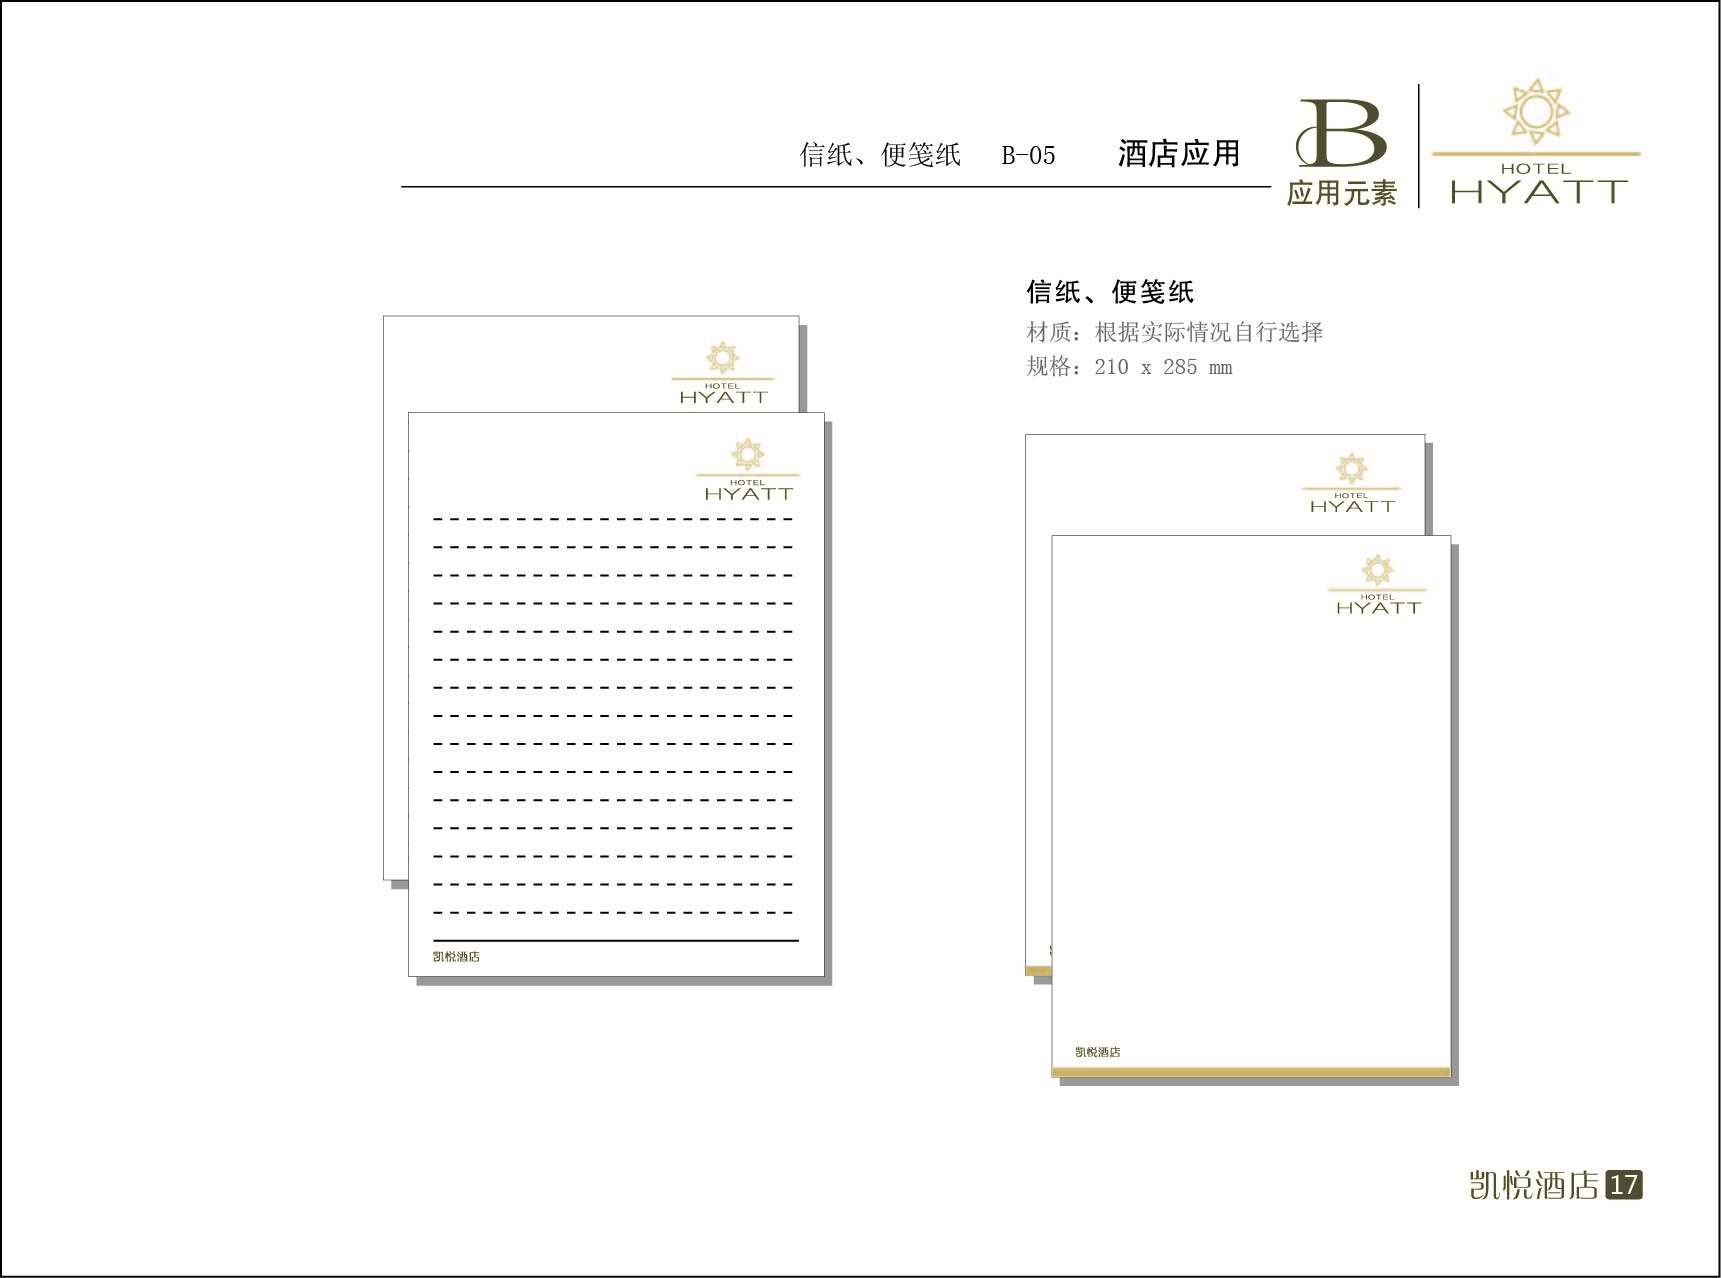 信纸、便笺纸 B-05 酒店应用
B
应用元素
HOTEL
HYATT
信纸、便笺纸
材质：根据实际情况自行选择
规格：210 x 285 mm
HOTEL
HYATT
HOTEL
HYATT
凯悦酒店
HOTEL
HYATT
HOTEL
HYATT
凯悦酒店
凯悦酒店 17